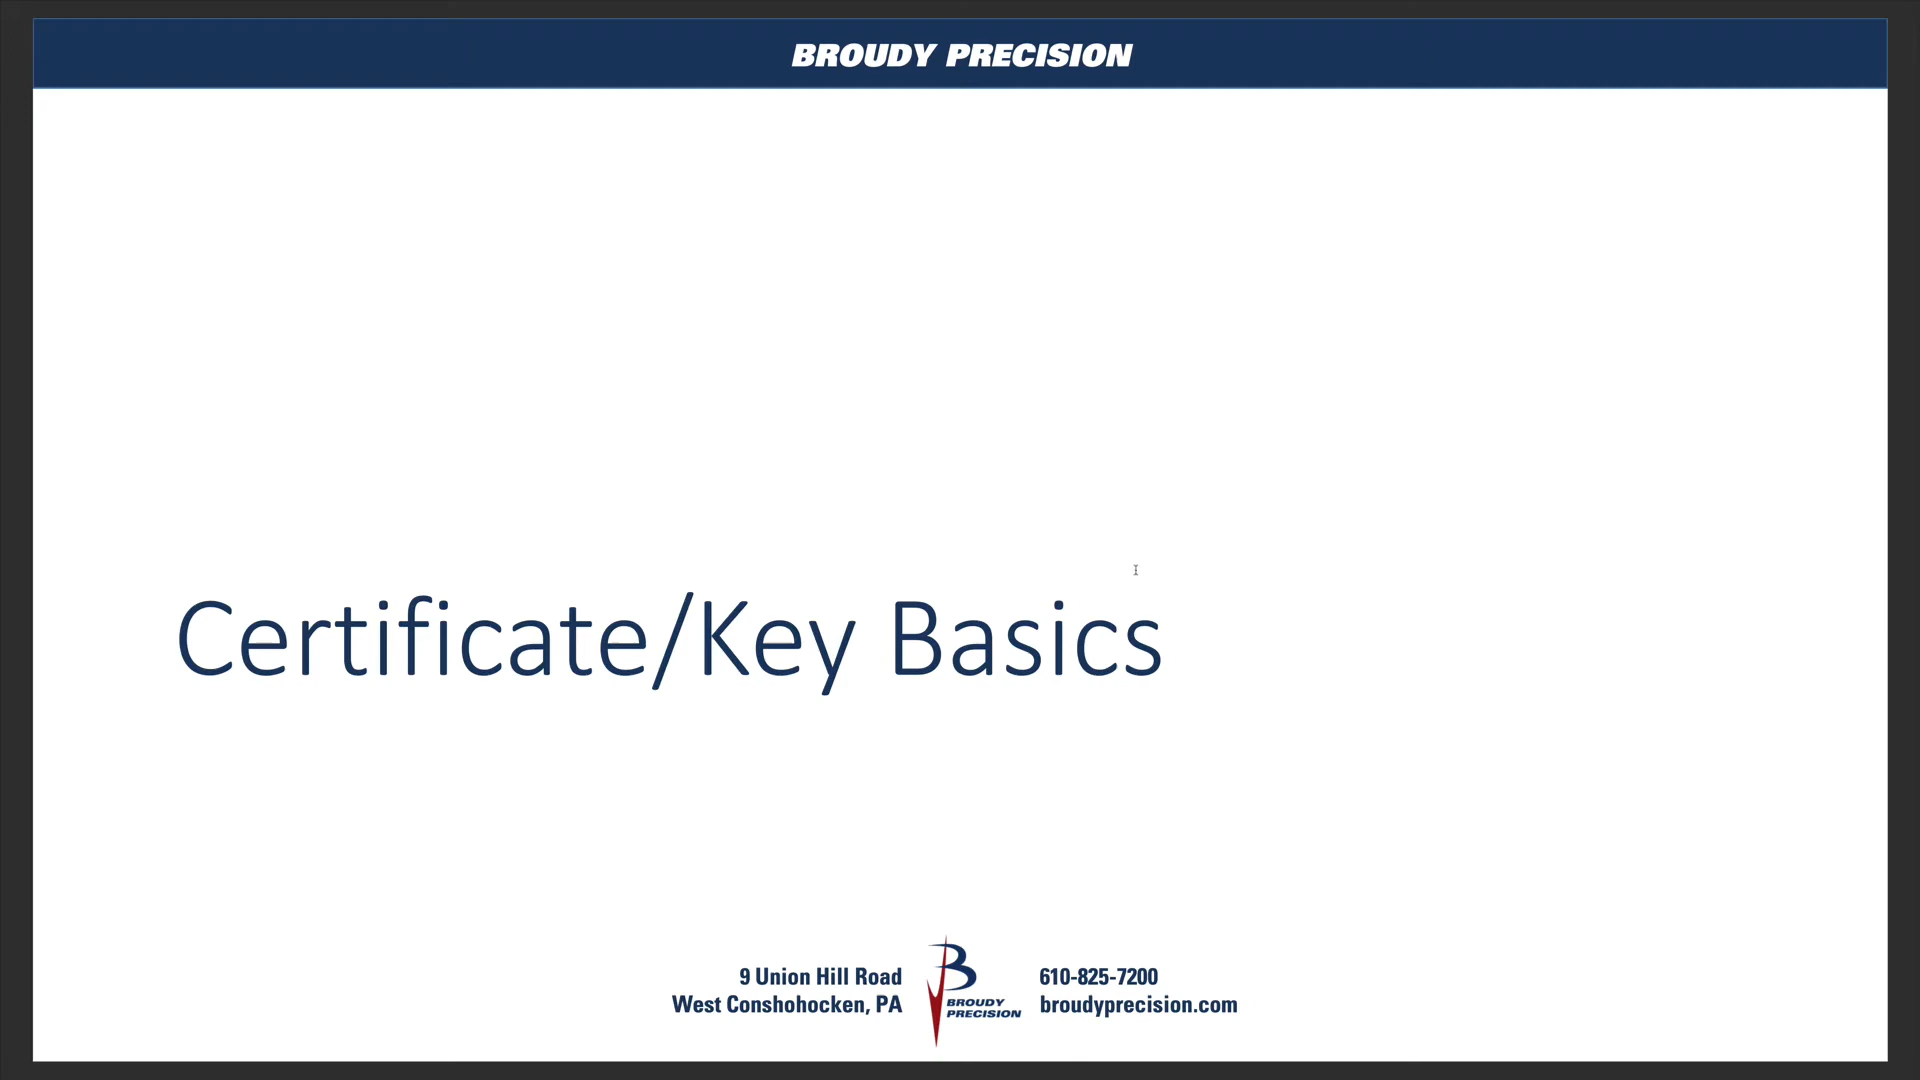 BROUDY PRECISION
Certificate/Key Basics
9 Union Hill Road
West Conshohocken, PA
B
BROUDY
PRECISION
610-825-7200
broudyprecision.com